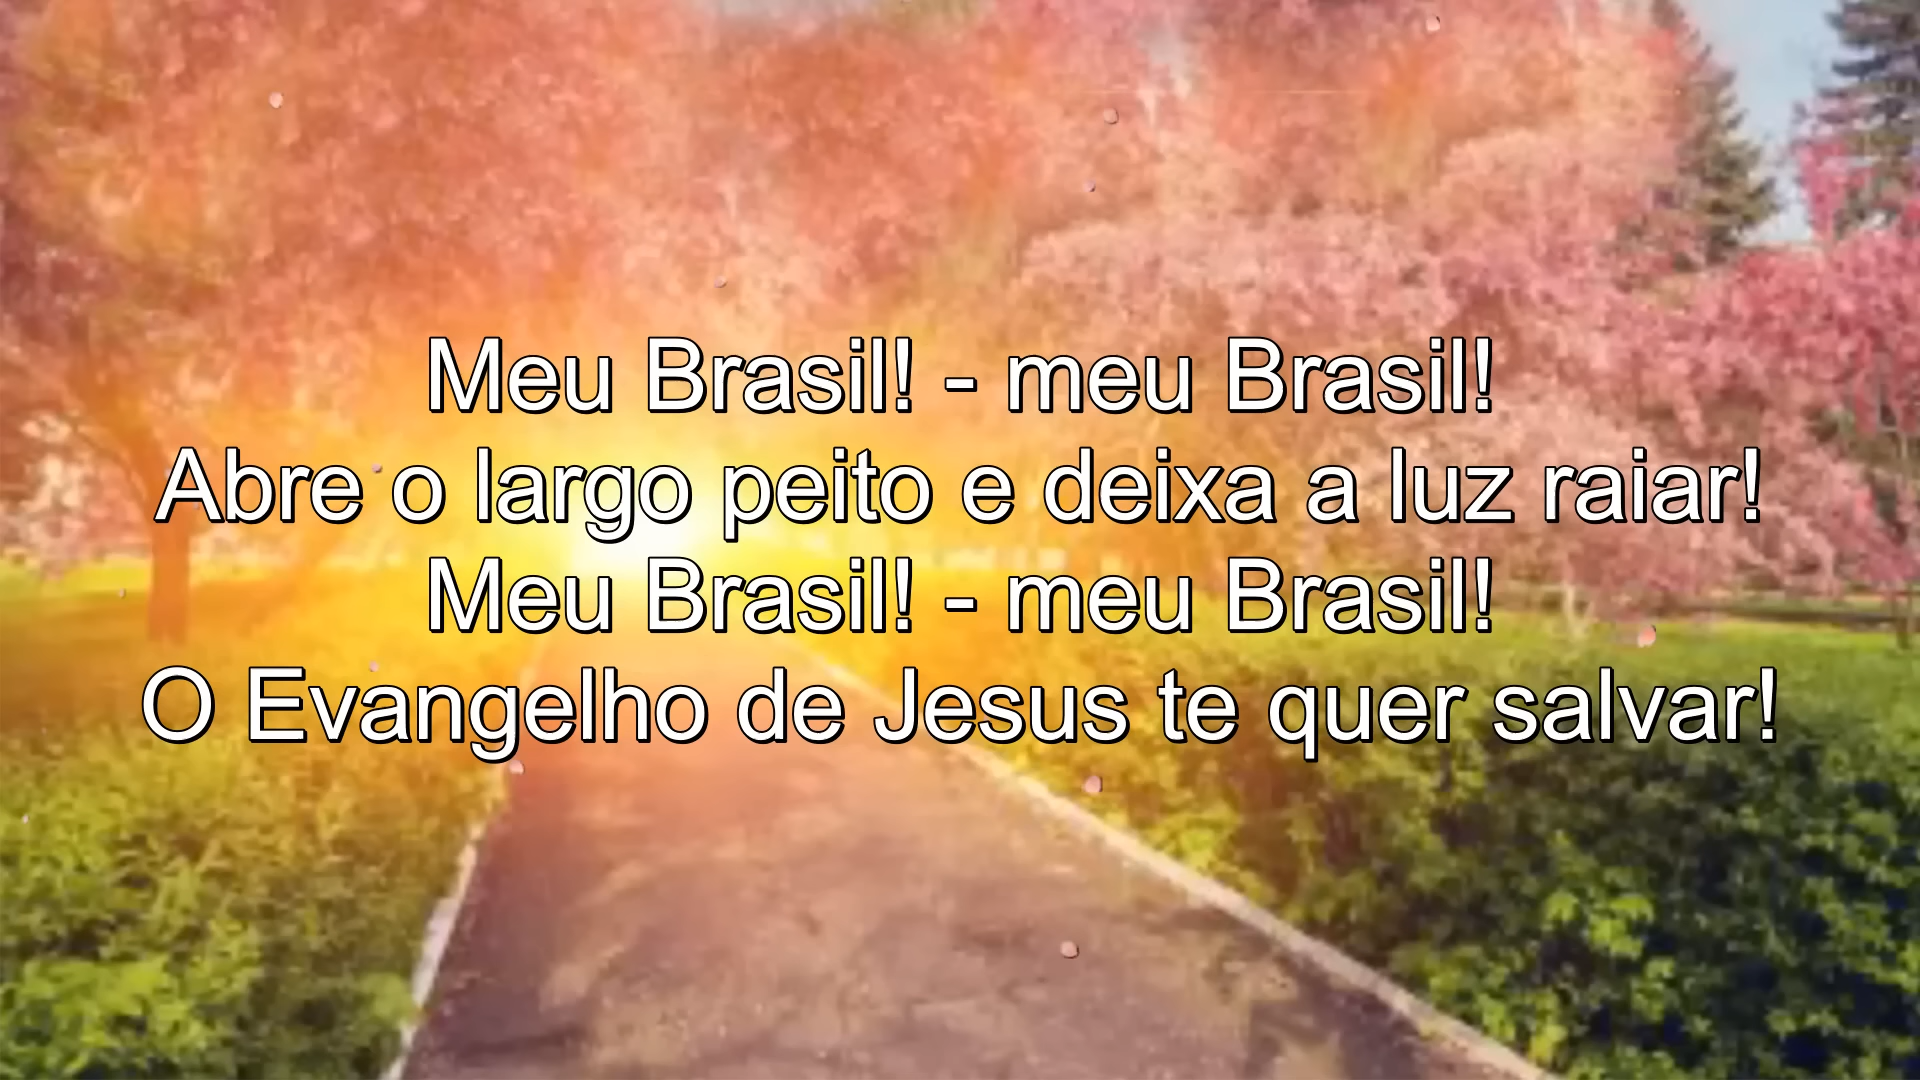 Meu Brasil! - meu Brasil!
Abre o largo peito e deixa a luz raiar!
Meu Brasil! - meu Brasil!
O Evangelho de Jesus te quer salvar!